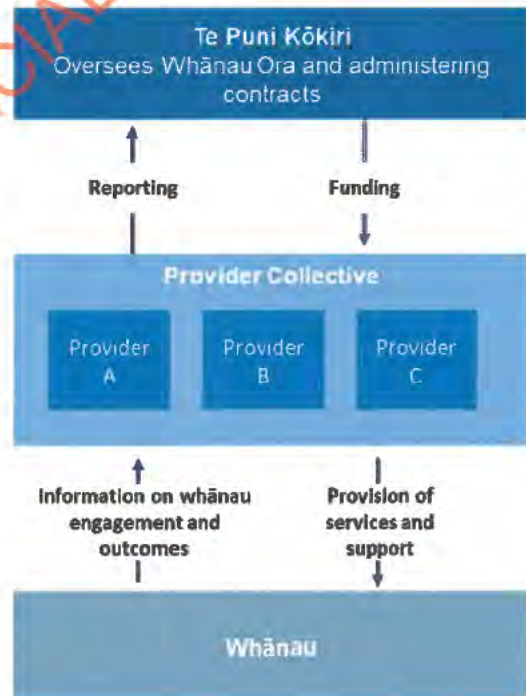 CIAL
Te Puni Kōkiri
Oversees Whānau Ora and administering
contracts
Reporting
Funding
Provider Collective
Provider
A
Provider
B
Provider
C
Information on whānau
engagement and
outcomes
Provision of
services and
support
Whānau